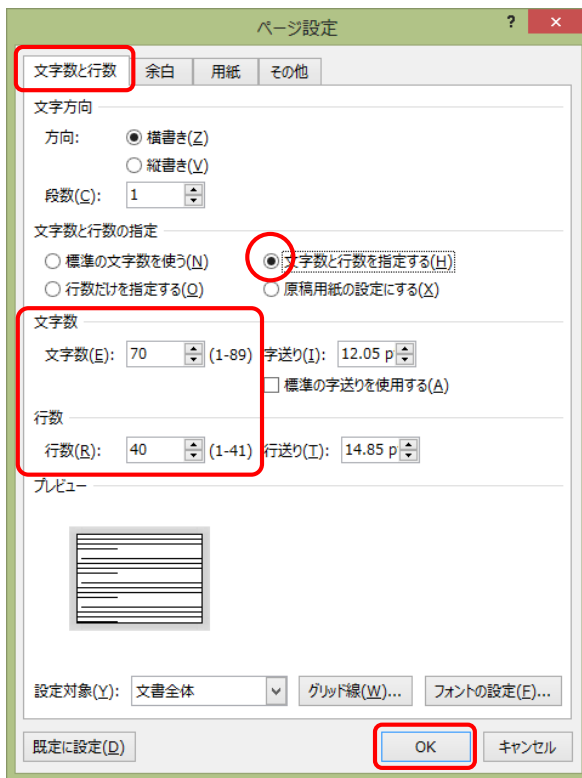 ページ設定 ? ×
文字数と行数 余白 用紙 その他
文字方向
方向: 横書き(Z)
縦書き(V)
段数(C): 1
文字数と行数の指定
標準の文字数を使う(N) 文字数と行数を指定する(H)
行数だけを指定する(O) 原稿用紙の設定にする(X)
文字数
文字数(E): 70 (1-89) 字送り(I): 12.05 p
標準の字送りを使用する(A)
行数
行数(R): 40 (1-41) 行送り(T): 14.85 p
プレビュー
設定対象(Y): 文書全体 グリッド線(W)... フォントの設定(F)...
既定に設定(D) OK キャンセル